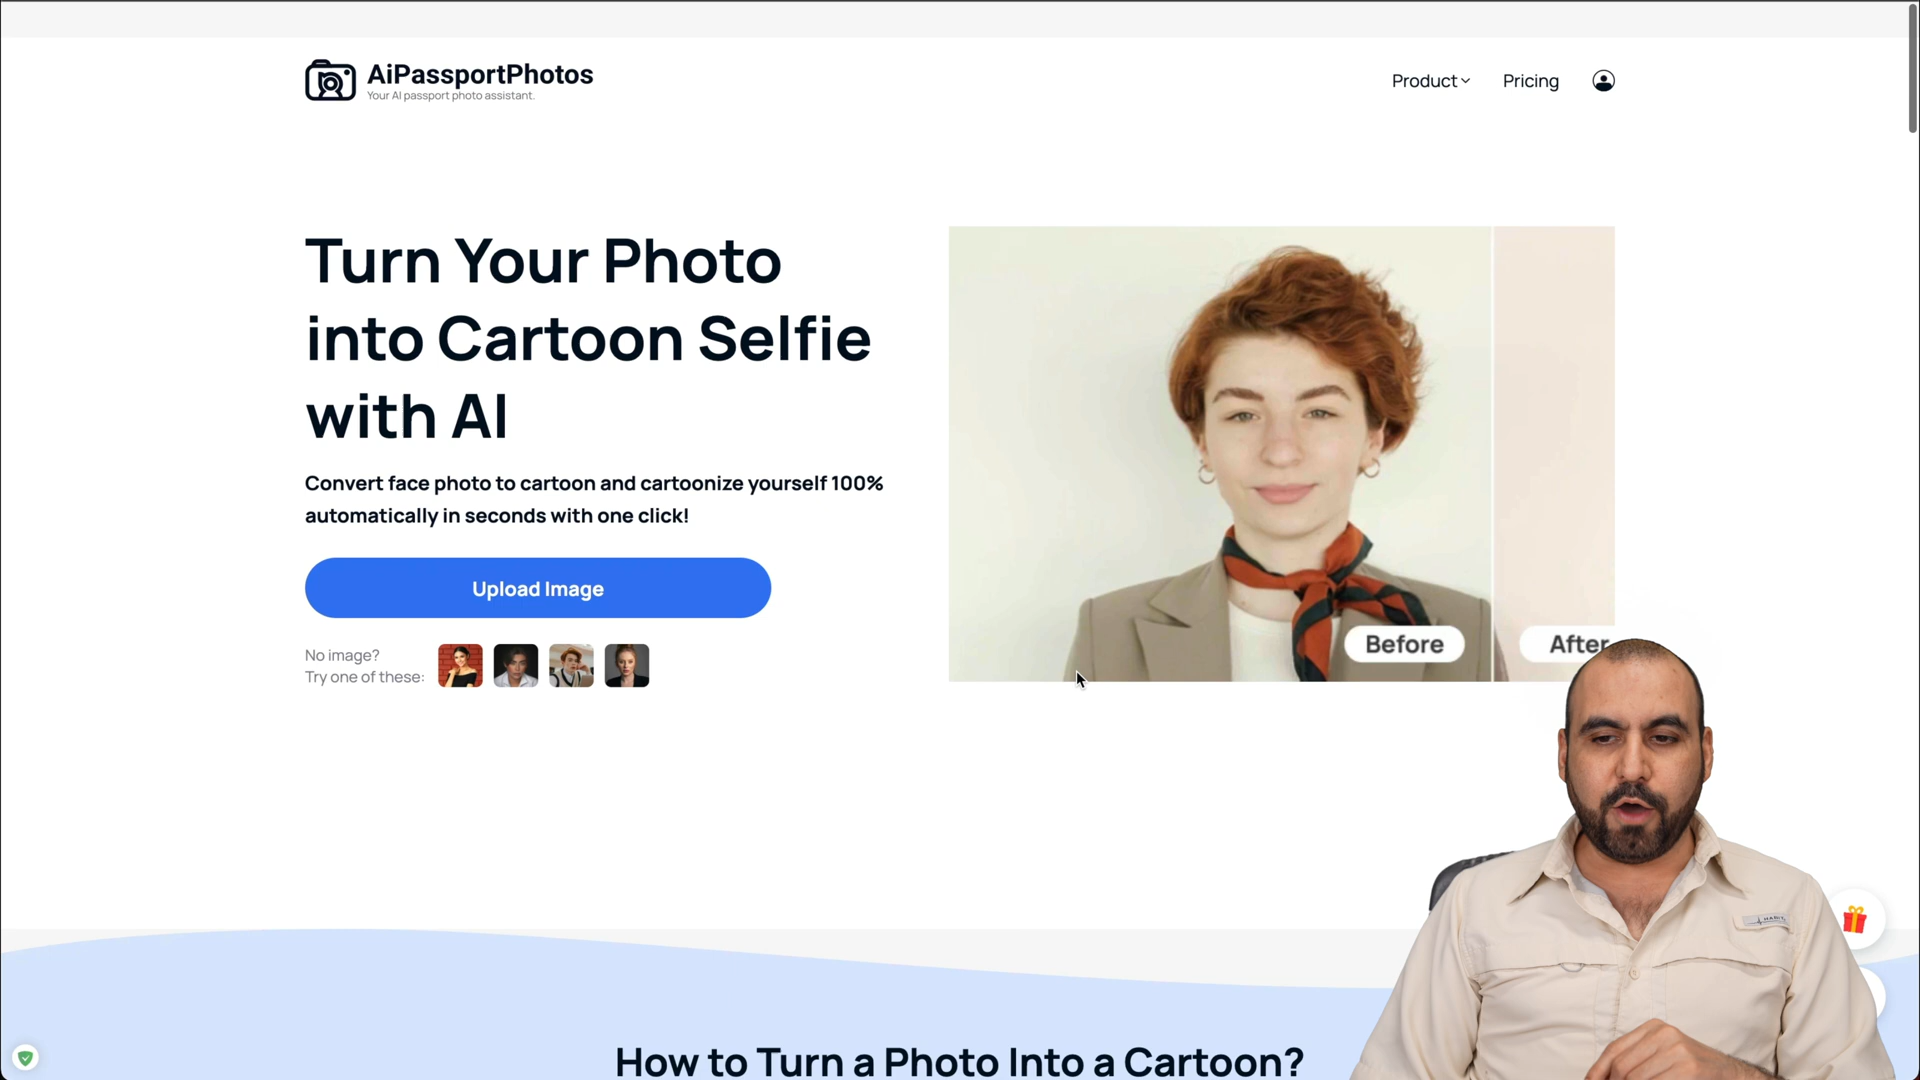 AiPassportPhotos
Your AI passport photo assistant.
Product
Pricing
Turn Your Photo
into Cartoon Selfie
with AI
Convert face photo to cartoon and cartoonize yourself 100%
automatically in seconds with one click!
Upload Image
No image?
Try one of these:
Before
After
How to Turn a Photo Into a Cartoon?